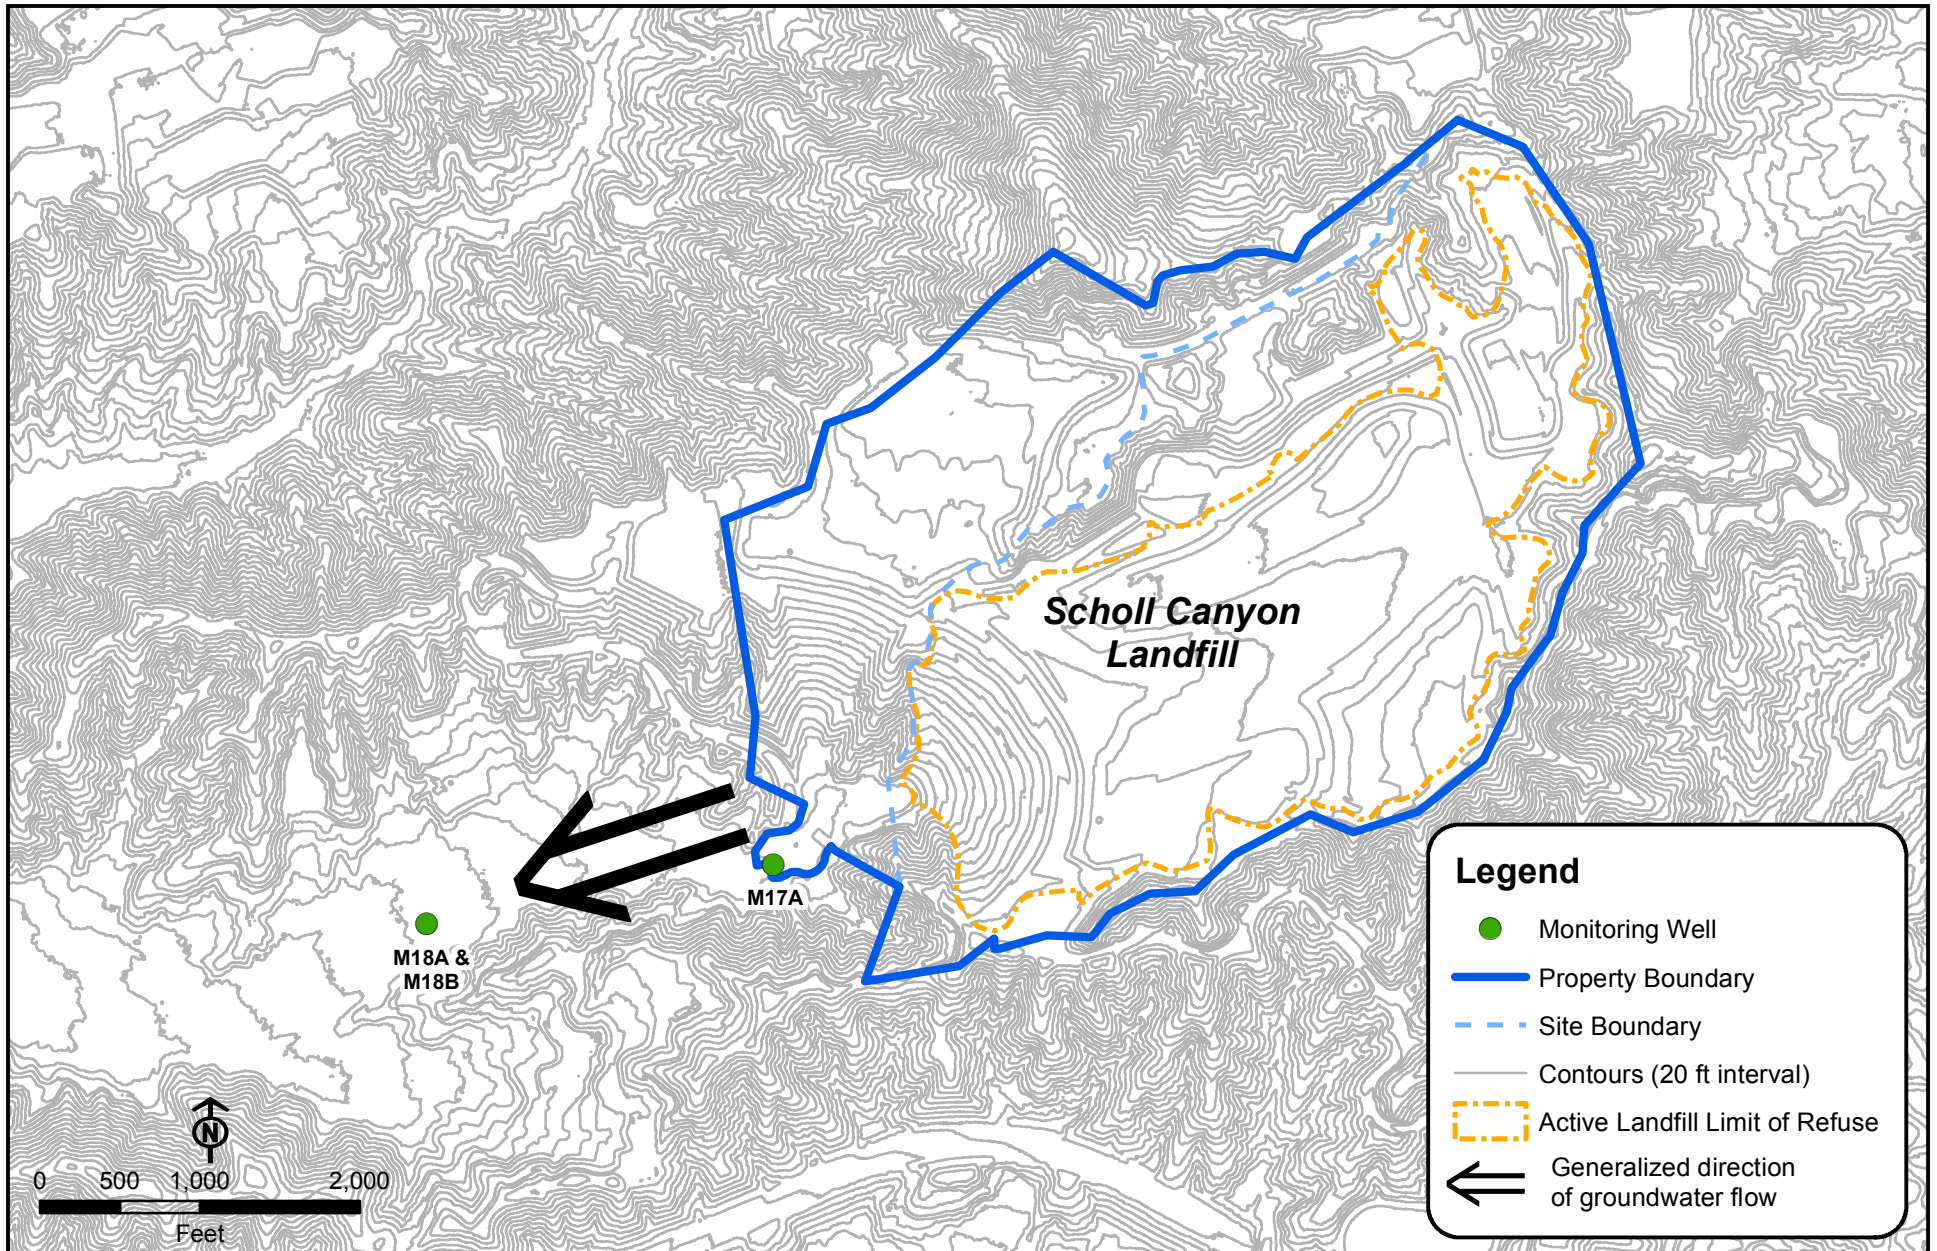 Scholl Canyon
Landfill
M17A
M18A &
M18B
N
0 500 1,000 2,000
Feet
Legend
Monitoring Well
Property Boundary
Site Boundary
Contours (20 ft interval)
Active Landfill Limit of Refuse
Generalized direction
of groundwater flow